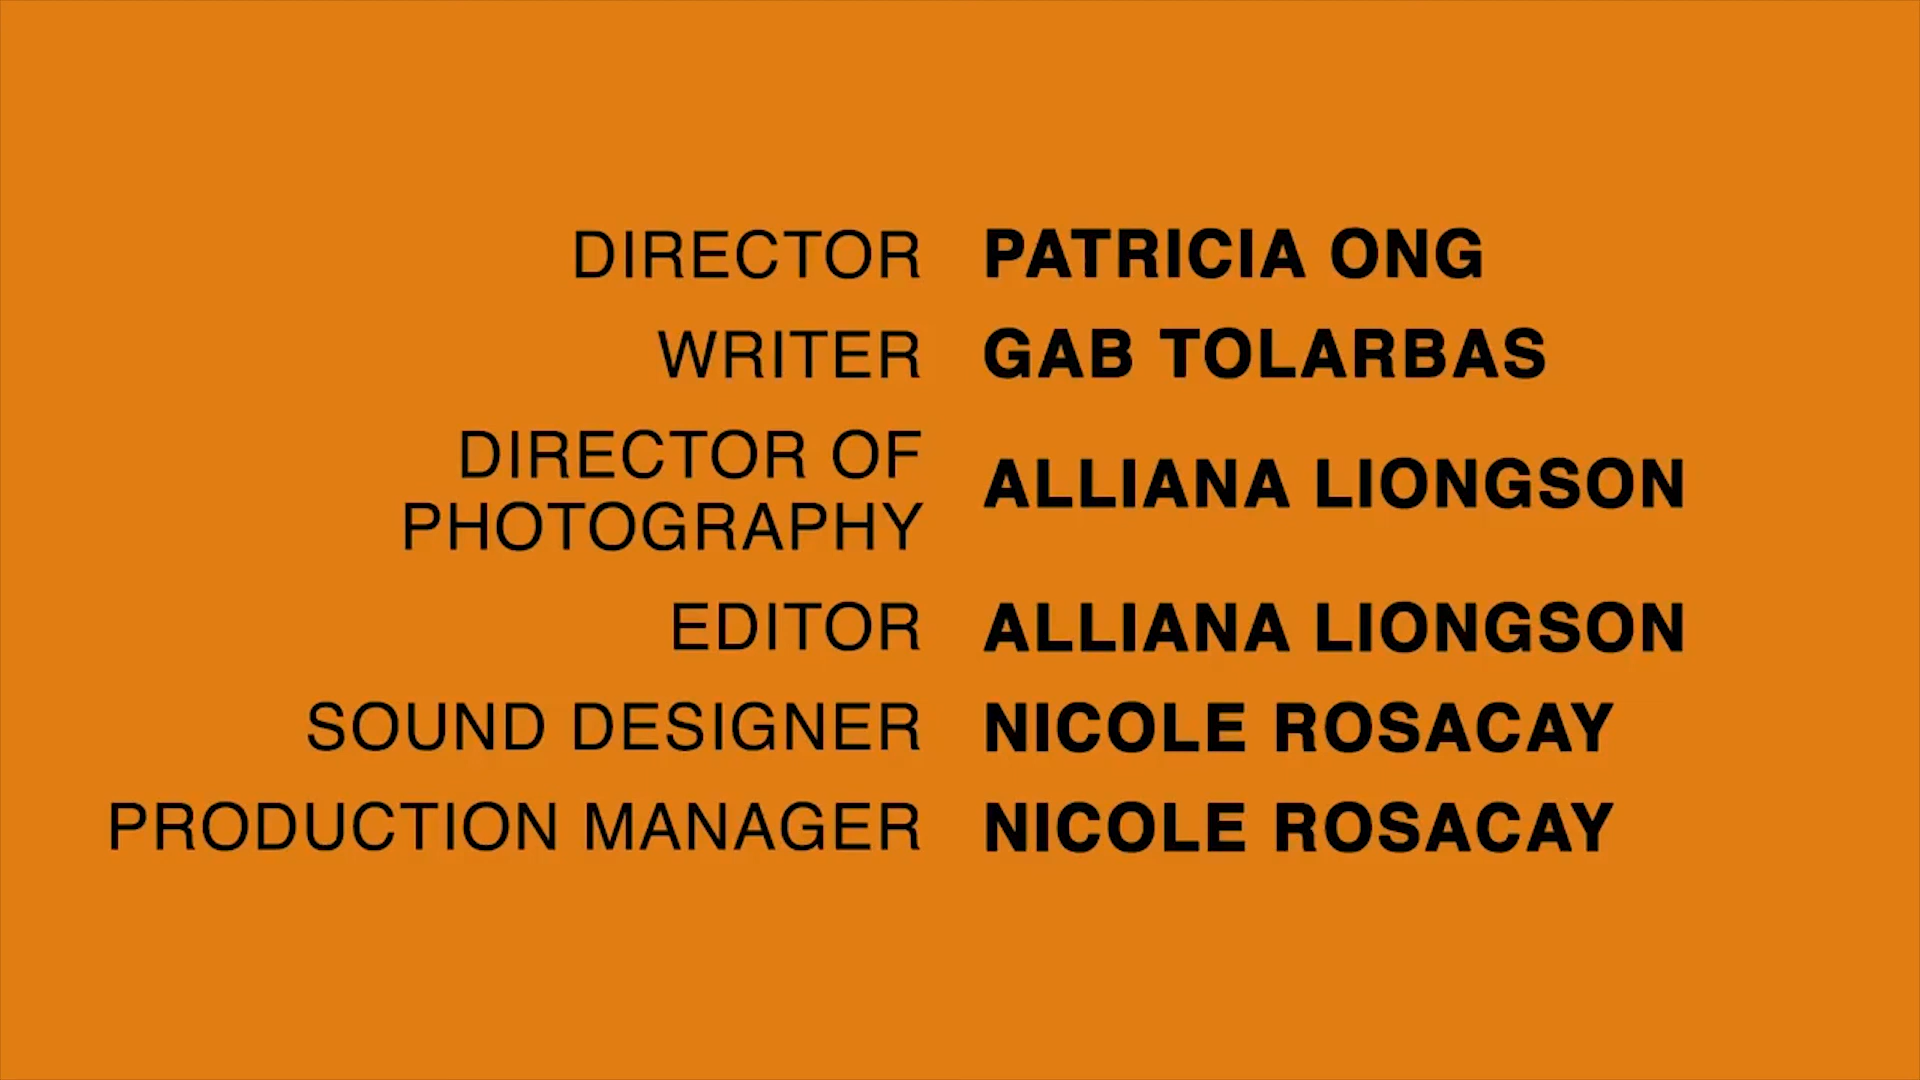 DIRECTOR PATRICIA ONG
WRITER GAB TOLARBAS
DIRECTOR OF
PHOTOGRAPHY ALLIANA LIONGSON
EDITOR ALLIANA LIONGSON
SOUND DESIGNER NICOLE ROSACAY
PRODUCTION MANAGER NICOLE ROSACAY